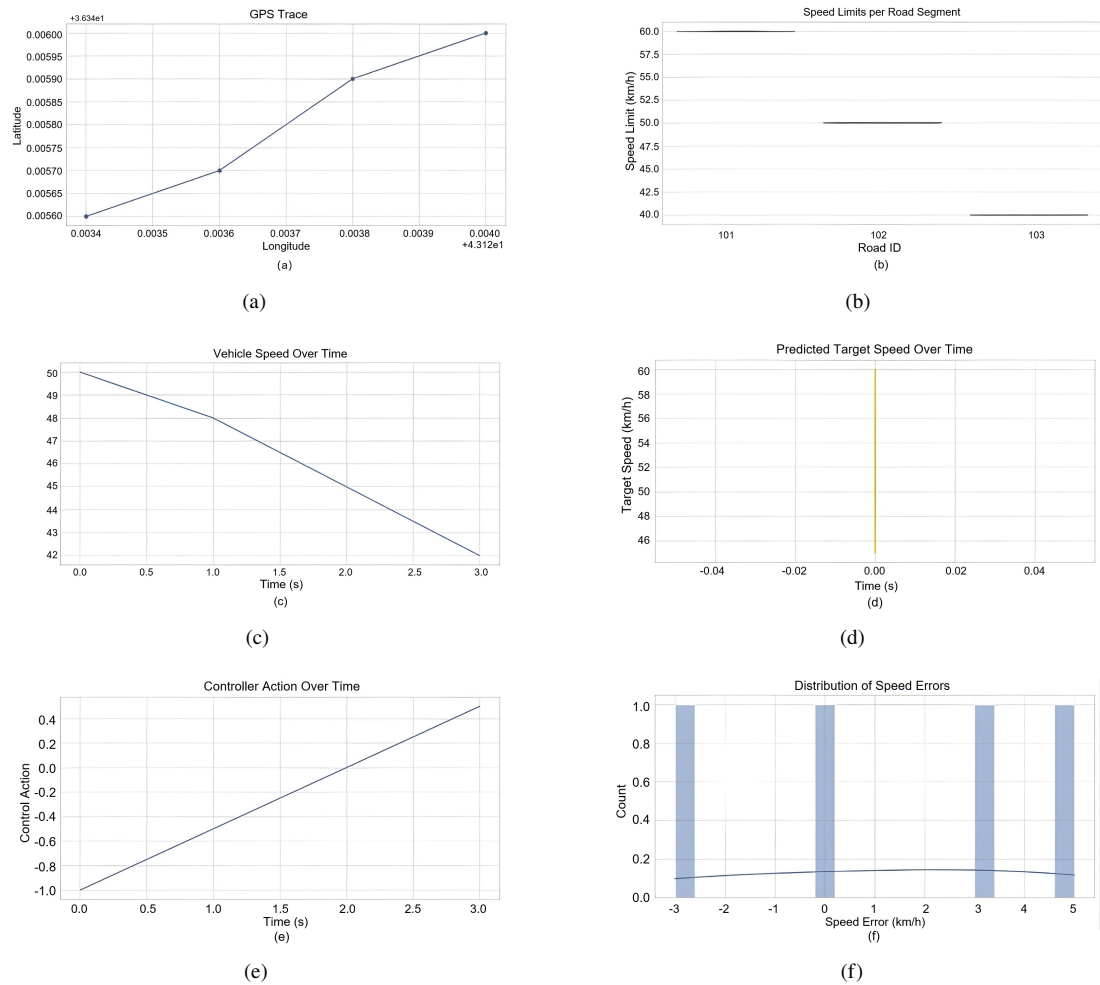 GPS Trace
+3.634e1
0.00600
0.00595
0.00590
0.00585
0.00580
0.00575
0.00570
0.00565
0.00560
Latitude
0.0034 0.0035 0.0036 0.0037 0.0038 0.0039 0.0040
Longitude
+4.312e1
(a)
(a)
Speed Limits per Road Segment
60.0
57.5
55.0
52.5
50.0
47.5
45.0
42.5
40.0
Speed Limit (km/h)
101 102 103
Road ID
(b)
(b)
Vehicle Speed Over Time
50
49
48
47
46
45
44
43
42
0.0 0.5 1.0 1.5 2.0 2.5 3.0
Time (s)
(c)
(c)
Predicted Target Speed Over Time
60
58
56
54
52
50
48
46
Target Speed (km/h)
-0.04 -0.02 0.00 0.02 0.04
Time (s)
(d)
(d)
Controller Action Over Time
0.4
0.2
0.0
-0.2
-0.4
-0.6
-0.8
-1.0
Control Action
0.0 0.5 1.0 1.5 2.0 2.5 3.0
Time (s)
(e)
(e)
Distribution of Speed Errors
1.0
0.8
0.6
0.4
0.2
0.0
Count
-3 -2 -1 0 1 2 3 4 5
Speed Error (km/h)
(f)
(f)